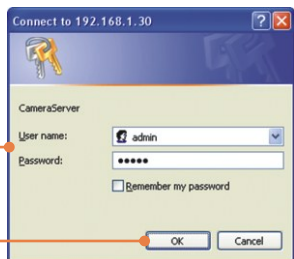 Connect to 192.168.1.30
CameraServer
User name:
admin
Password:
•••••
Remember my password
OK
Cancel